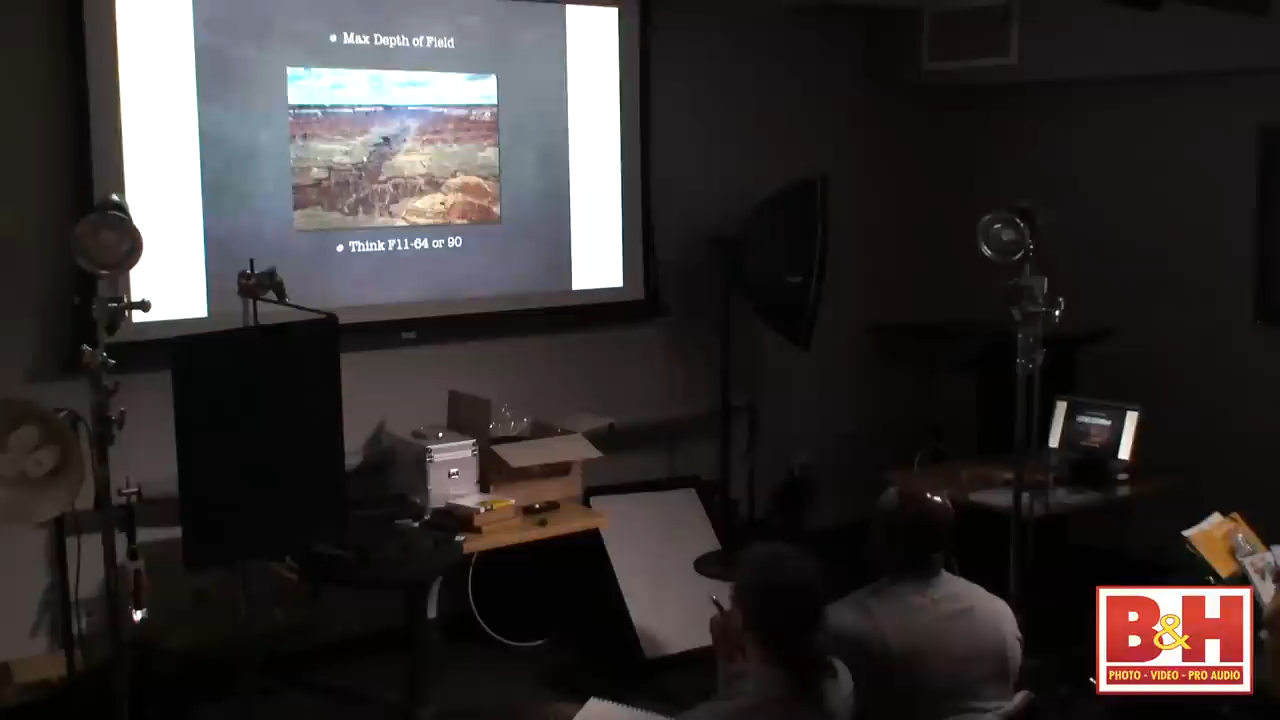 Max Depth of Field
Think F11-64 or 90
B&H
PHOTO - VIDEO - PRO AUDIO